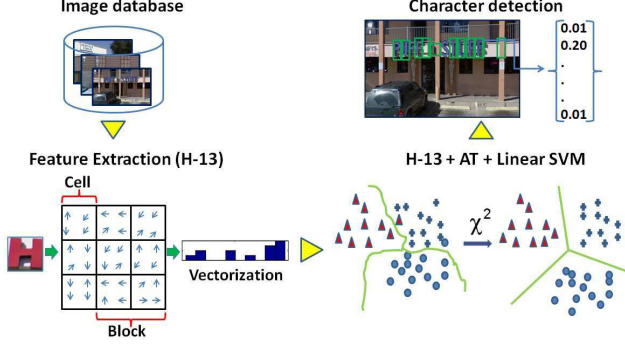 Image database
Character detection
0.01
0.20
.
.
.
0.01
Feature Extraction (H-13)
H-13 + AT + Linear SVM
Cell
H
Vectorization
χ²
Block